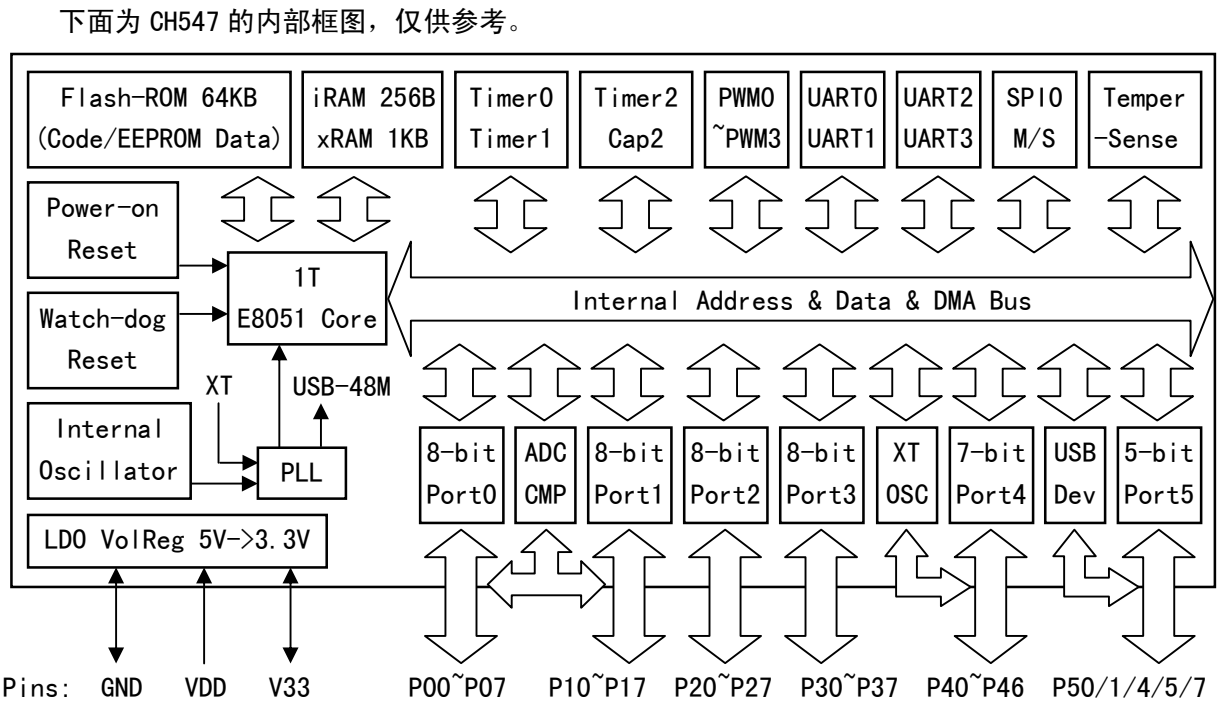 下面为 CH547 的内部框图，仅供参考。
Flash-ROM 64KB
(Code/EEPROM Data)
iRAM 256B
xRAM 1KB
Timer0
Timer1
Timer2
Cap2
PWM0
~PWM3
UART0
UART1
UART2
UART3
SPI0
M/S
Temper
-Sense
Power-on
Reset
1T
E8051 Core
Internal Address & Data & DMA Bus
Watch-dog
Reset
XT
USB-48M
Internal
Oscillator
PLL
8-bit
Port0
ADC
CMP
8-bit
Port1
8-bit
Port2
8-bit
Port3
XT
OSC
7-bit
Port4
USB
Dev
5-bit
Port5
LDO VolReg 5V->3.3V
Pins: GND VDD V33 P00~P07 P10~P17 P20~P27 P30~P37 P40~P46 P50/1/4/5/7